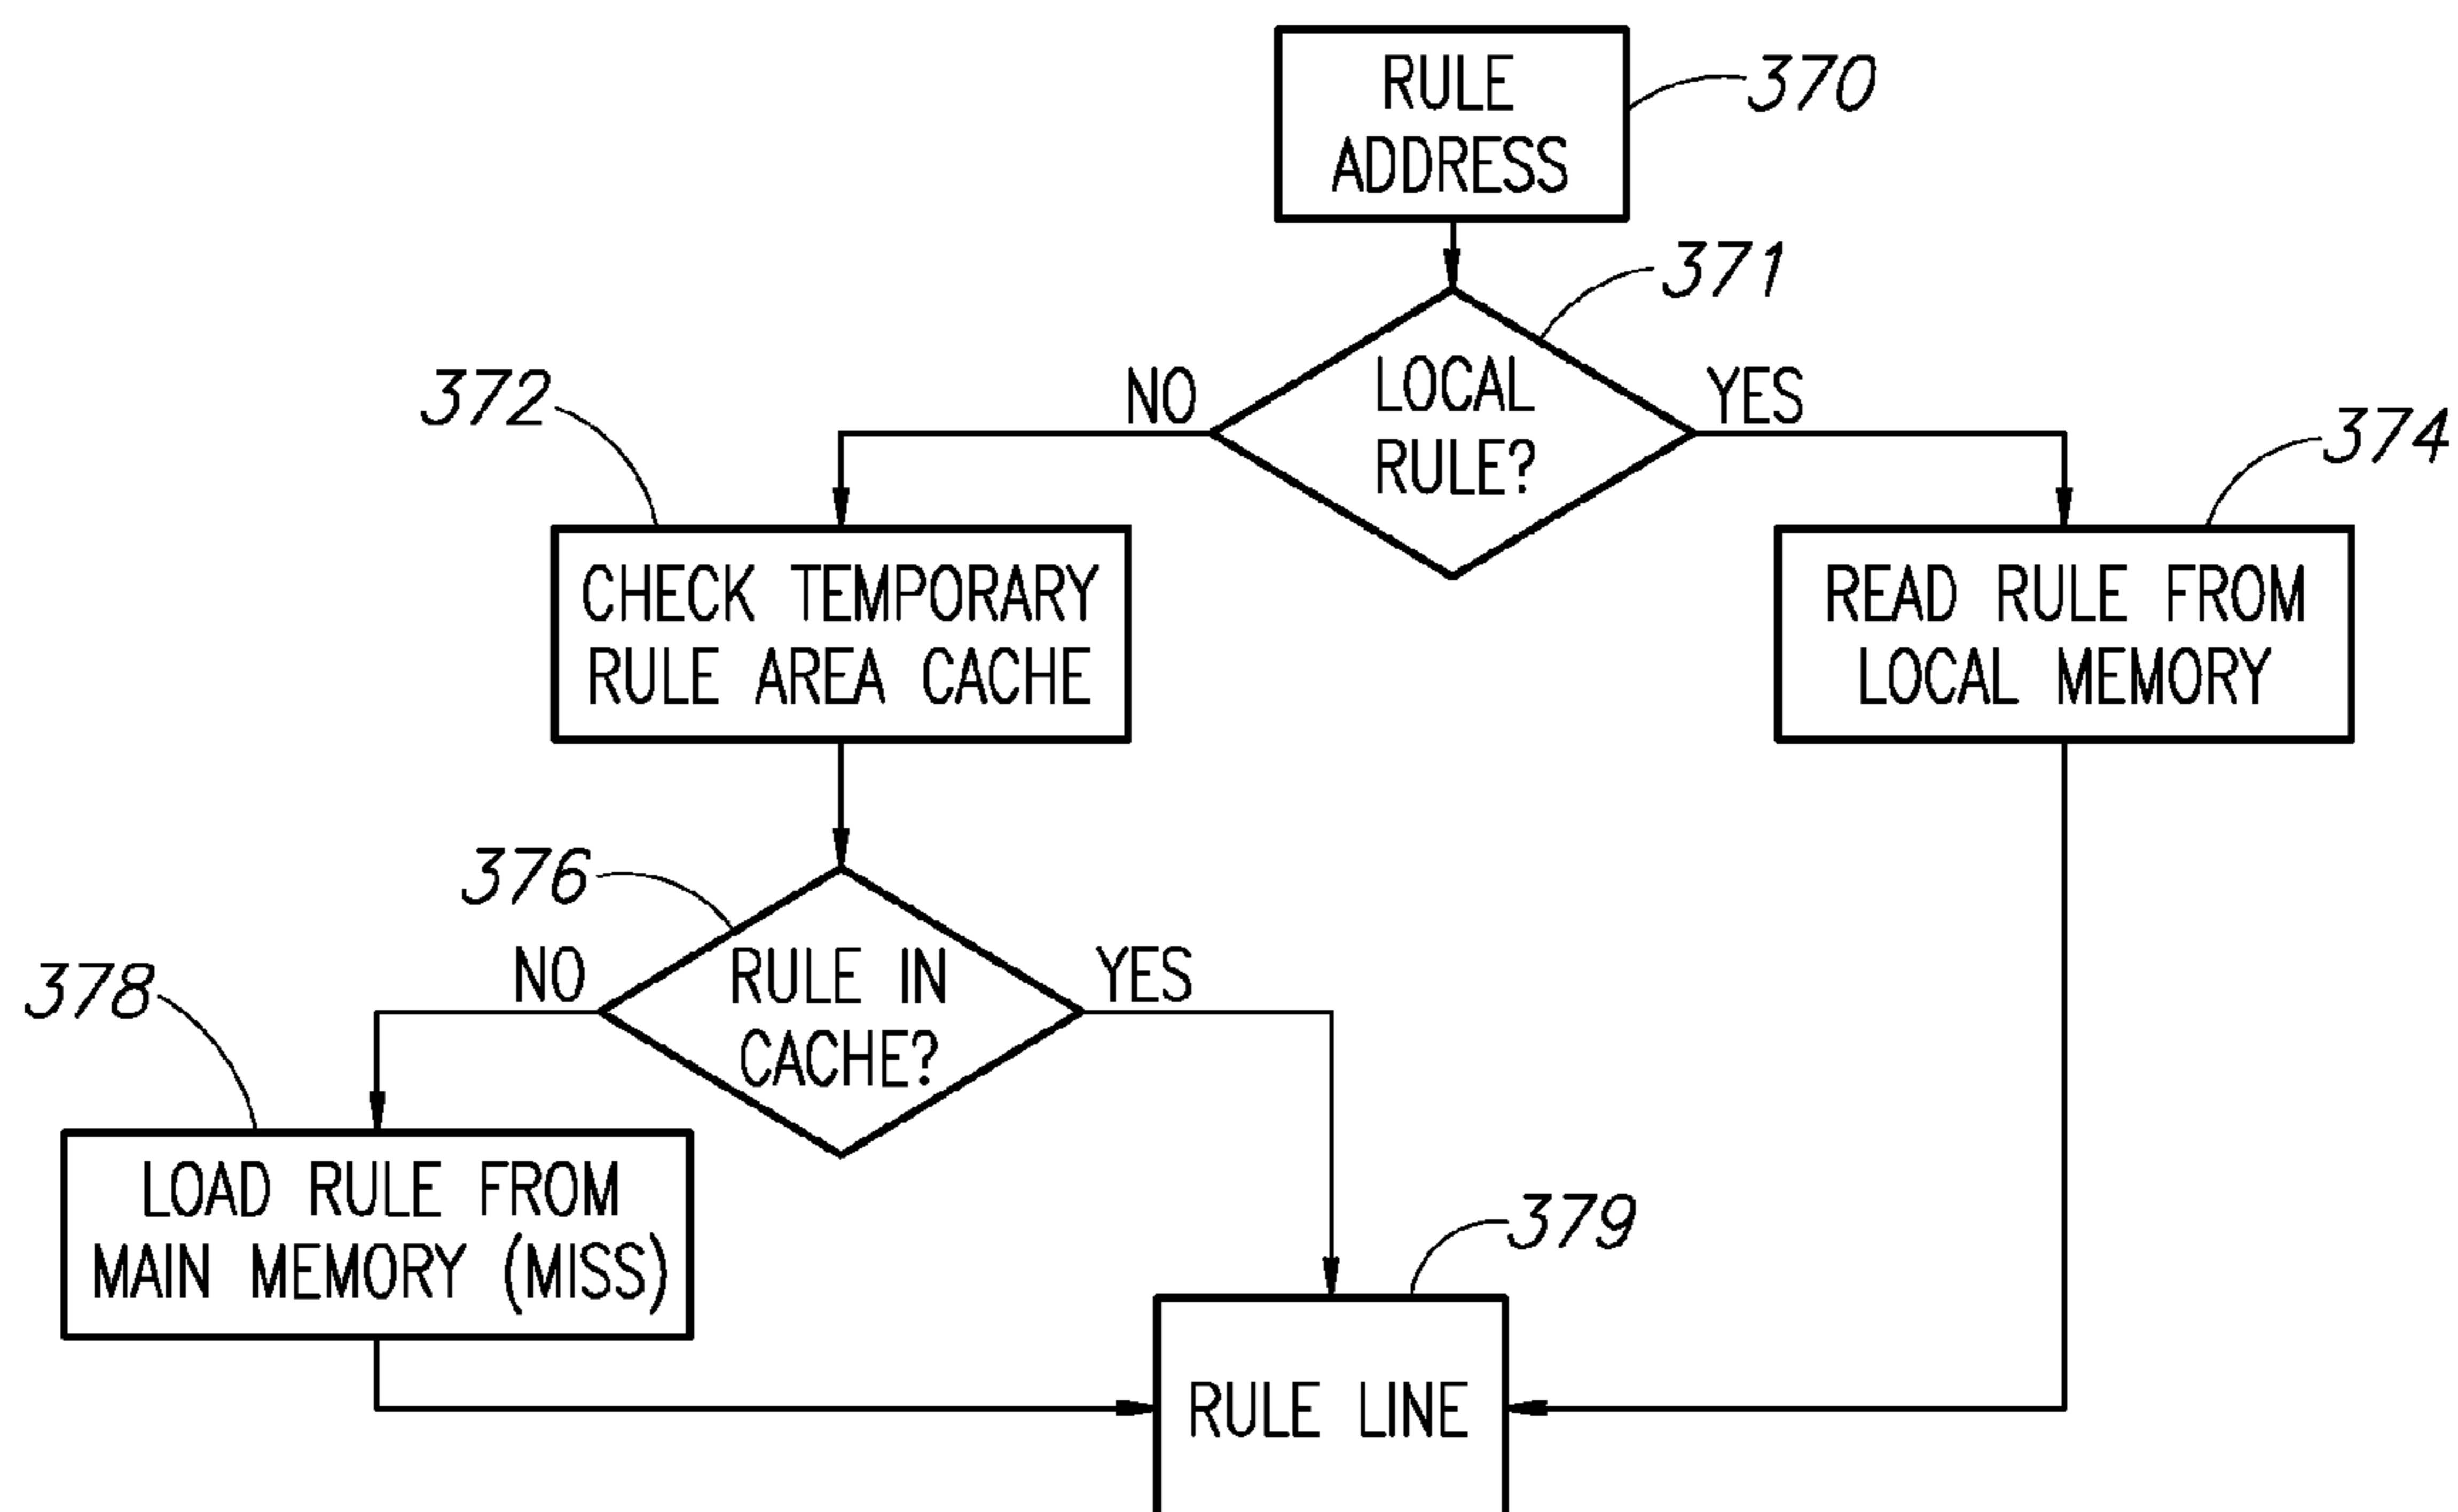 RULE
ADDRESS
370
371
LOCAL
RULE?
NO
YES
372
374
CHECK TEMPORARY
RULE AREA CACHE
READ RULE FROM
LOCAL MEMORY
376
RULE IN
CACHE?
NO
YES
378
LOAD RULE FROM
MAIN MEMORY (MISS)
379
RULE LINE